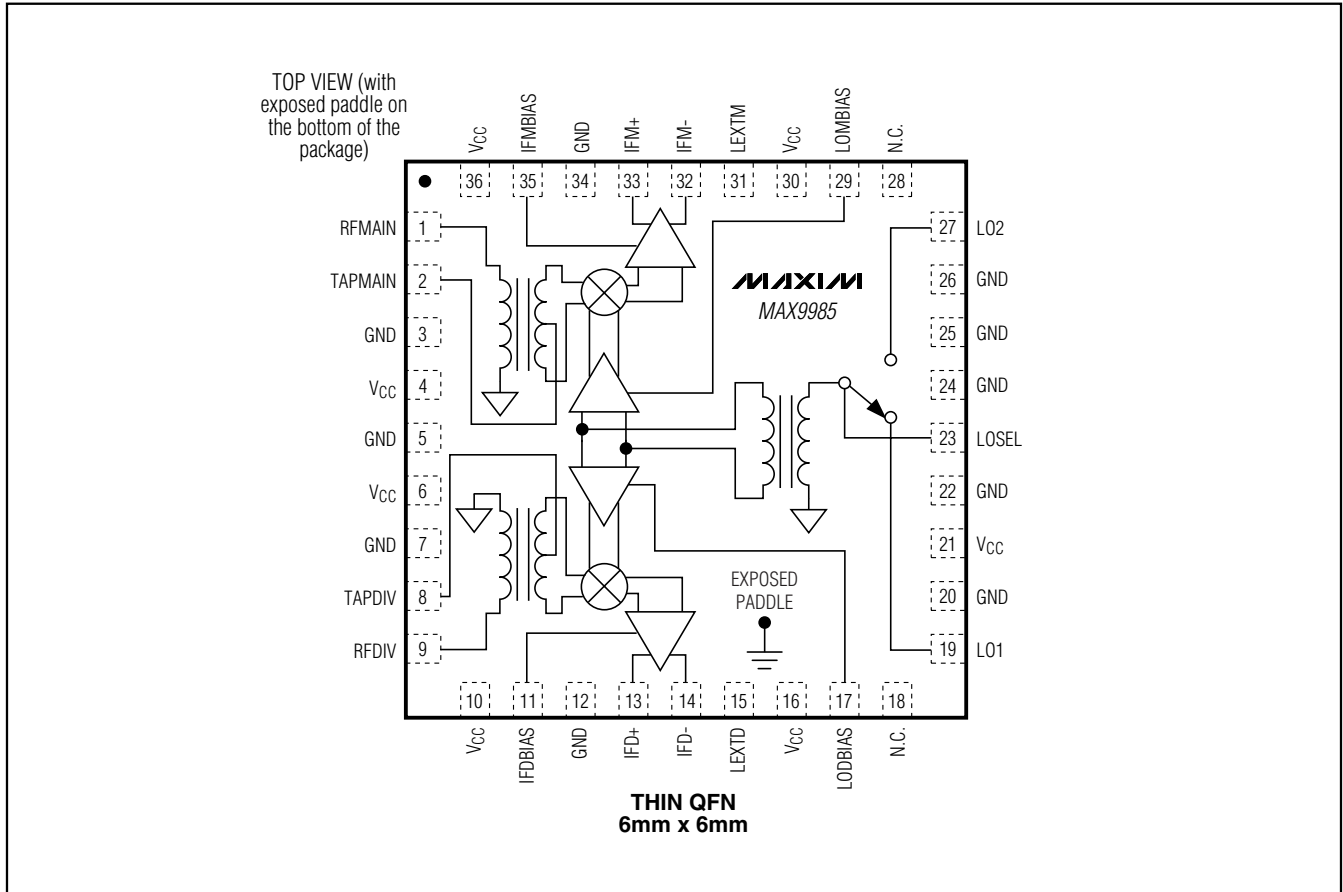 TOP VIEW (with
exposed paddle on
the bottom of the
package)
VCC
IFMBIAS
GND
IFM+
IFM-
LEXTM
VCC
LOMBIAS
N.C.
36
35
34
33
32
31
30
29
28
RFMAIN 1
TAPMAIN 2
GND 3
VCC 4
GND 5
VCC 6
GND 7
TAPDIV 8
RFDIV 9
MAXIM
MAX9985
27 LO2
26 GND
25 GND
24 GND
23 LOSEL
22 GND
21 VCC
20 GND
19 LO1
EXPOSED
PADDLE
10
11
12
13
14
15
16
17
18
VCC
IFDBIAS
GND
IFD+
IFD-
LEXTD
VCC
LODBIAS
N.C.
THIN QFN
6mm x 6mm